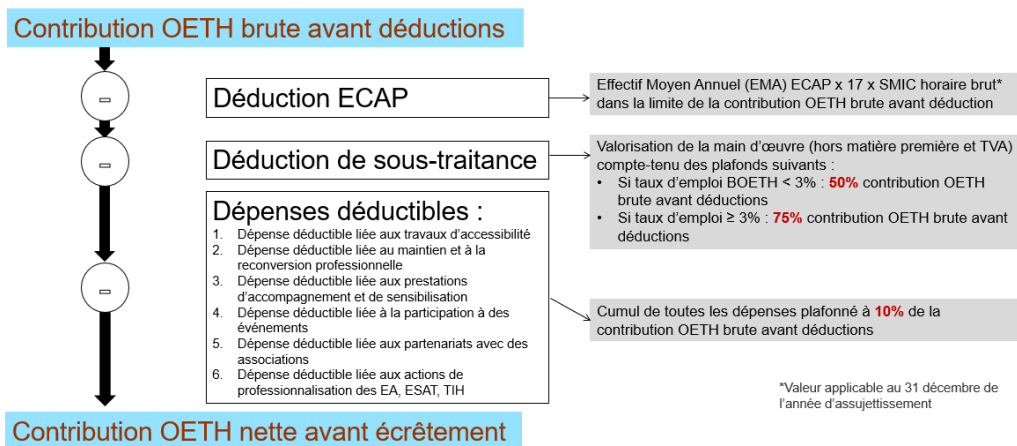 Contribution OETH brute avant déductions
-
Déduction ECAP
Effectif Moyen Annuel (EMA) ECAP x 17 x SMIC horaire brut*
dans la limite de la contribution OETH brute avant déduction
-
Déduction de sous-traitance
Valorisation de la main d’œuvre (hors matière première et TVA)
compte-tenu des plafonds suivants :
• Si taux d’emploi BOETH < 3% : 50% contribution OETH
brute avant déductions
• Si taux d’emploi ≥ 3% : 75% contribution OETH brute avant
déductions
-
Dépenses déductibles :
1. Dépense déductible liée aux travaux d’accessibilité
2. Dépense déductible liée au maintien et à la
reconversion professionnelle
3. Dépense déductible liée aux prestations
d’accompagnement et de sensibilisation
4. Dépense déductible liée à la participation à des
événements
5. Dépense déductible liée aux partenariats avec des
associations
6. Dépense déductible liée aux actions de
professionnalisation des EA, ESAT, TIH
Cumul de toutes les dépenses plafonné à 10% de la
contribution OETH brute avant déductions
*Valeur applicable au 31 décembre de
l’année d’assujettissement
Contribution OETH nette avant écrêtement